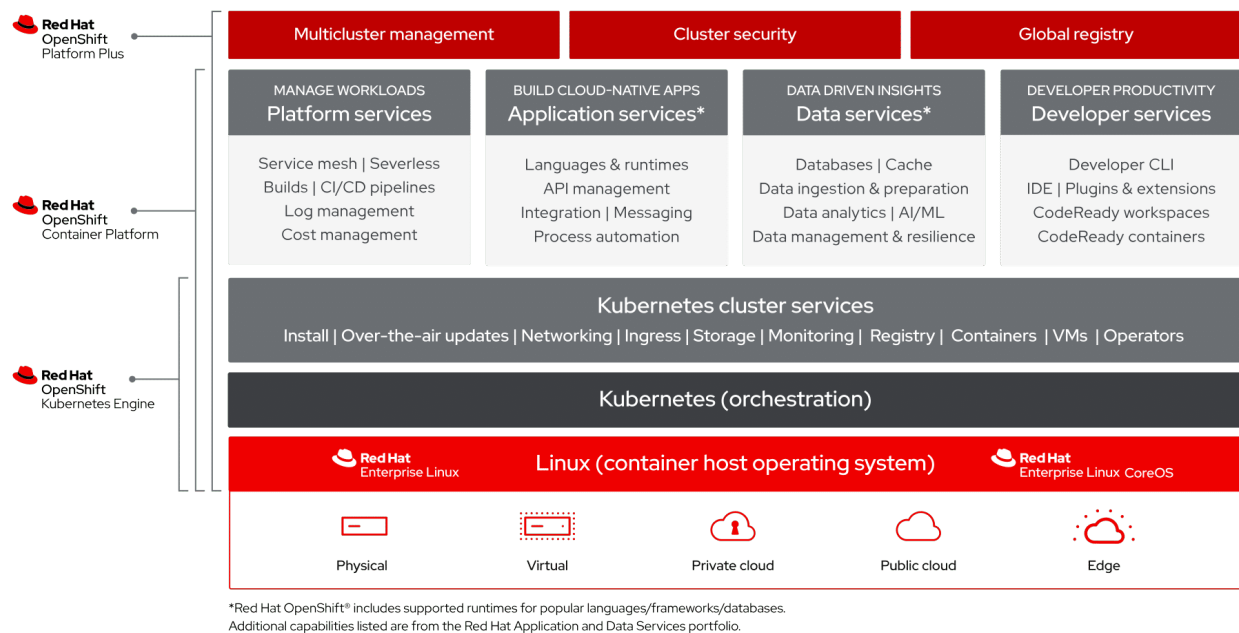 Red Hat
OpenShift
Platform Plus
Multicluster management
Cluster security
Global registry
MANAGE WORKLOADS
Platform services
Service mesh | Severless
Builds | CI/CD pipelines
Log management
Cost management
BUILD CLOUD-NATIVE APPS
Application services*
Languages & runtimes
API management
Integration | Messaging
Process automation
DATA DRIVEN INSIGHTS
Data services*
Databases | Cache
Data ingestion & preparation
Data analytics | AI/ML
Data management & resilience
DEVELOPER PRODUCTIVITY
Developer services
Developer CLI
IDE | Plugins & extensions
CodeReady workspaces
CodeReady containers
Red Hat
OpenShift
Container Platform
Kubernetes cluster services
Install | Over-the-air updates | Networking | Ingress | Storage | Monitoring | Registry | Containers | VMs | Operators
Red Hat
OpenShift
Kubernetes Engine
Kubernetes (orchestration)
Red Hat
Enterprise Linux
Linux (container host operating system)
Red Hat
Enterprise Linux CoreOS
Physical
Virtual
Private cloud
Public cloud
Edge
*Red Hat OpenShift® includes supported runtimes for popular languages/frameworks/databases.
Additional capabilities listed are from the Red Hat Application and Data Services portfolio.